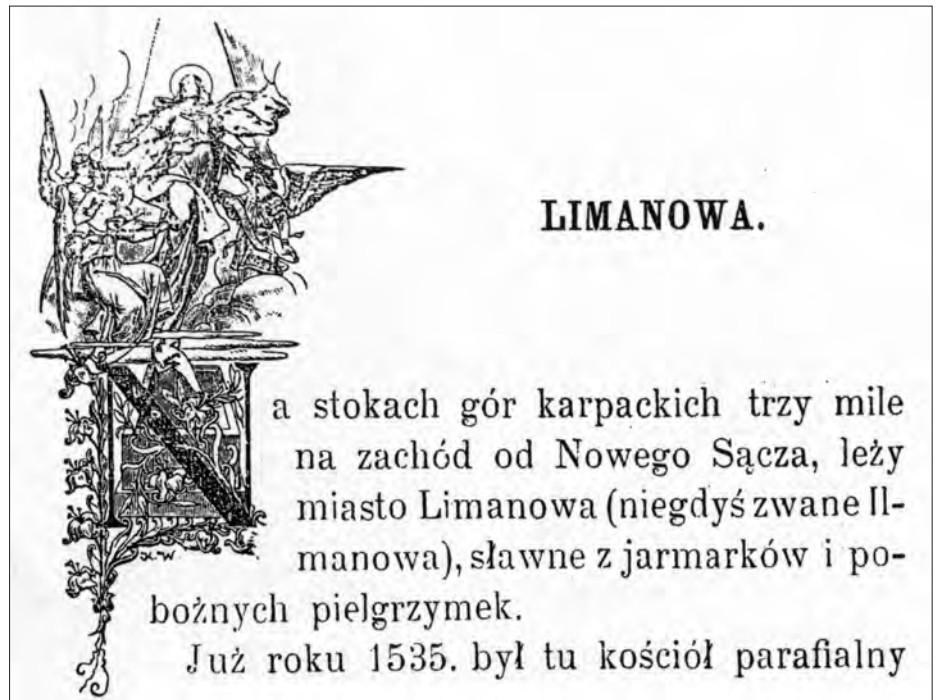 LIMANOWA.
Na stokach gór karpackich trzy mile
na zachód od Nowego Sącza, leży
miasto Limanowa (niegdyś zwane Il-
manowa), sławne z jarmarków i po-
bożnych pielgrzymek.
Już roku 1535. był tu kościół parafialny